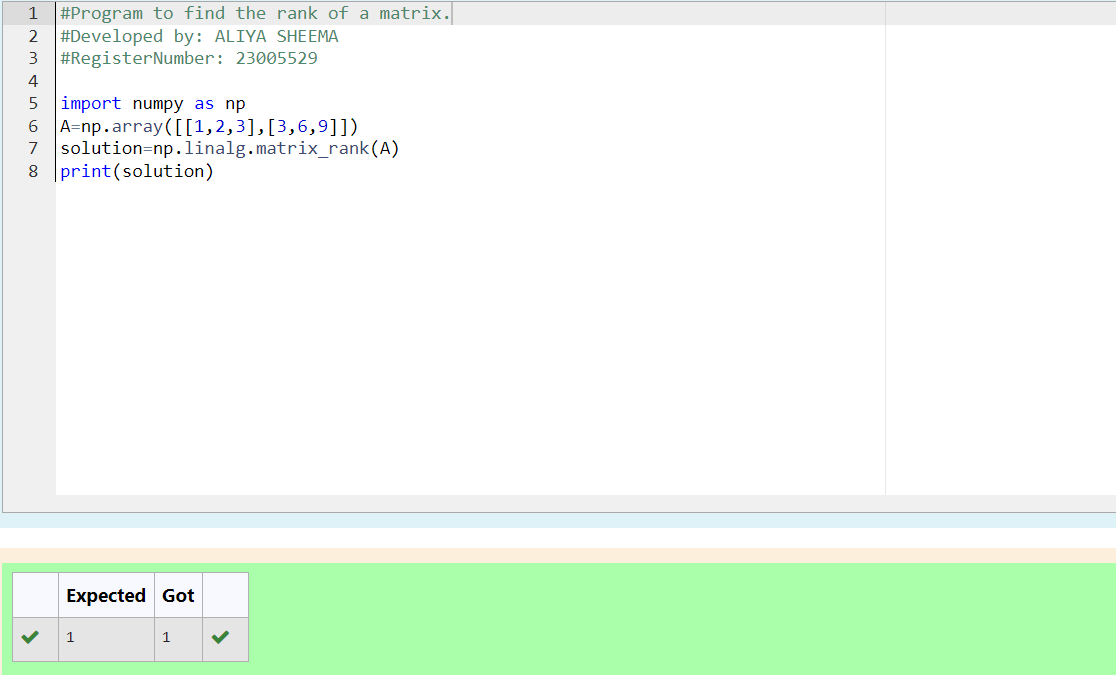 1 #Program to find the rank of a matrix.
2 #Developed by: ALIYA SHEEMA
3 #RegisterNumber: 23005529
4
5 import numpy as np
6 A=np.array([[1,2,3],[3,6,9]])
7 solution=np.linalg.matrix_rank(A)
8 print(solution)
Expected Got
1 1